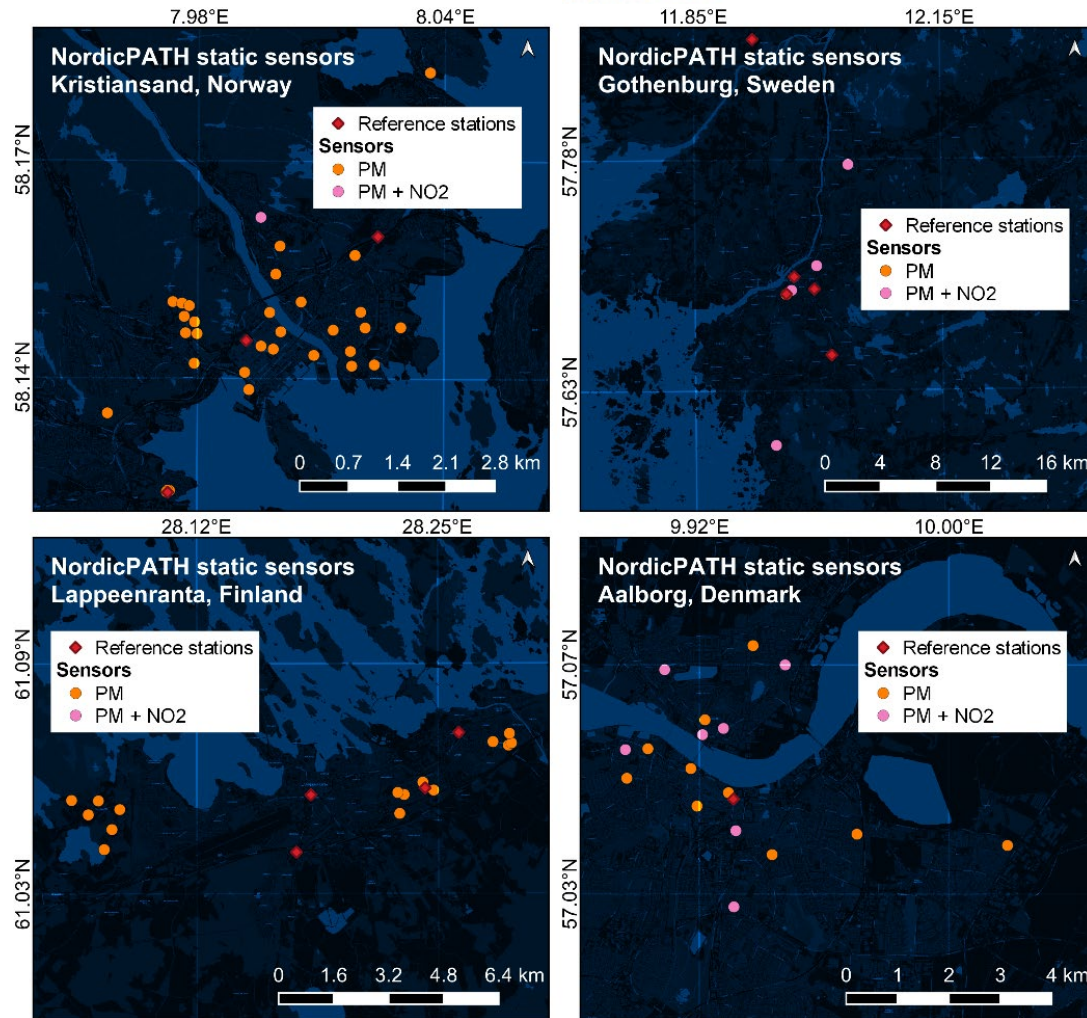 7.98°E
8.04°E
11.85°E
12.15°E
NordicPATH static sensors
Kristiansand, Norway
Reference stations
Sensors
PM
PM + NO2
58.17°N
58.14°N
0 0.7 1.4 2.1 2.8 km
NordicPATH static sensors
Gothenburg, Sweden
57.78°N
Reference stations
Sensors
PM
PM + NO2
57.63°N
0 4 8 12 16 km
28.12°E
28.25°E
9.92°E
10.00°E
NordicPATH static sensors
Lappeenranta, Finland
Reference stations
Sensors
PM
PM + NO2
61.09°N
61.03°N
0 1.6 3.2 4.8 6.4 km
NordicPATH static sensors
Aalborg, Denmark
Reference stations
Sensors
PM
PM + NO2
57.07°N
57.03°N
0 1 2 3 4 km